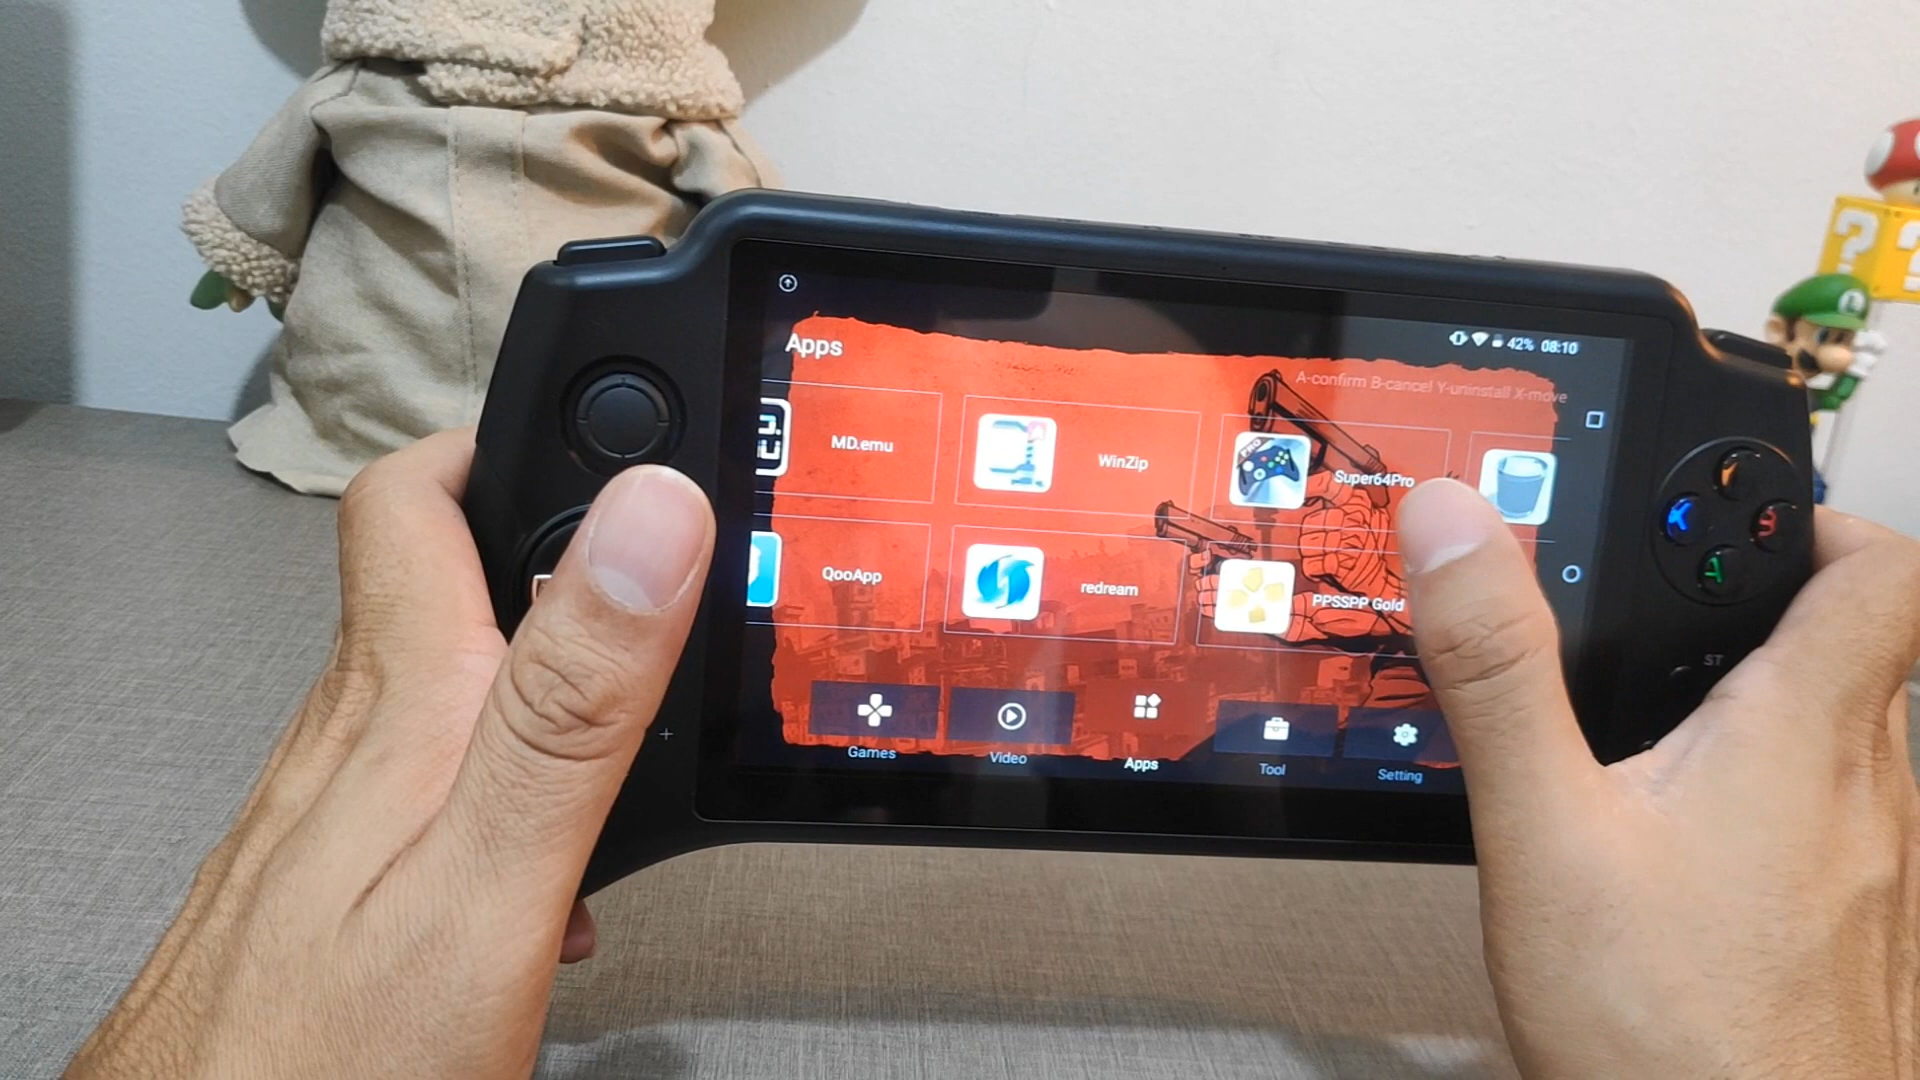 42% 08:10
Apps
A-confirm B-cancel Y-uninstall X-move
MD.emu
WinZip
Super64Pro
PRO
QooApp
redream
PPSSPP Gold
Games
Video
Apps
Tool
Setting
X
Y
B
A
ST
+
?
?
L